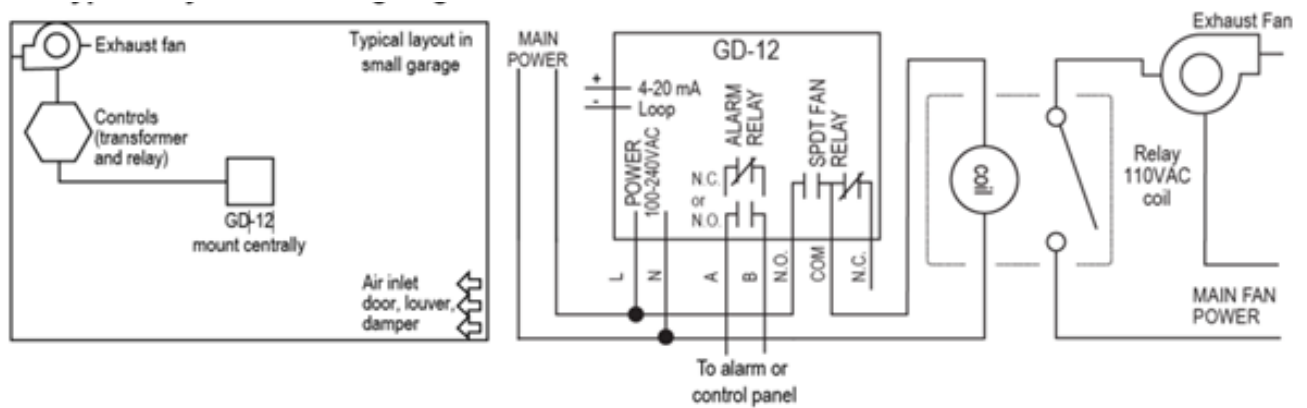 Exhaust fan
Typical layout in
small garage
Controls
(transformer
and relay)
GD-12
mount centrally
Air inlet
door, louver,
damper
MAIN
POWER
GD-12
+
-
4-20 mA
Loop
POWER
100-240VAC
ALARM
RELAY
N.C.
or
N.O.
SPDT FAN
RELAY
L
N
A
B
N.O.
COM
N.C.
To alarm or
control panel
coil
Relay
110VAC
coil
Exhaust Fan
MAIN FAN
POWER